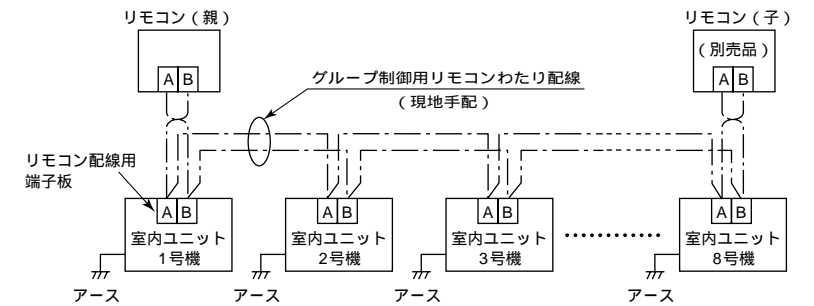 リモコン（親）
リモコン（子）
（別売品）
A B
A B
グループ制御用リモコンわたり配線
（現地手配）
リモコン配線用
端子板
A B
A B
A B
A B
室内ユニット
1号機
室内ユニット
2号機
室内ユニット
3号機
室内ユニット
8号機
アース
アース
アース
アース